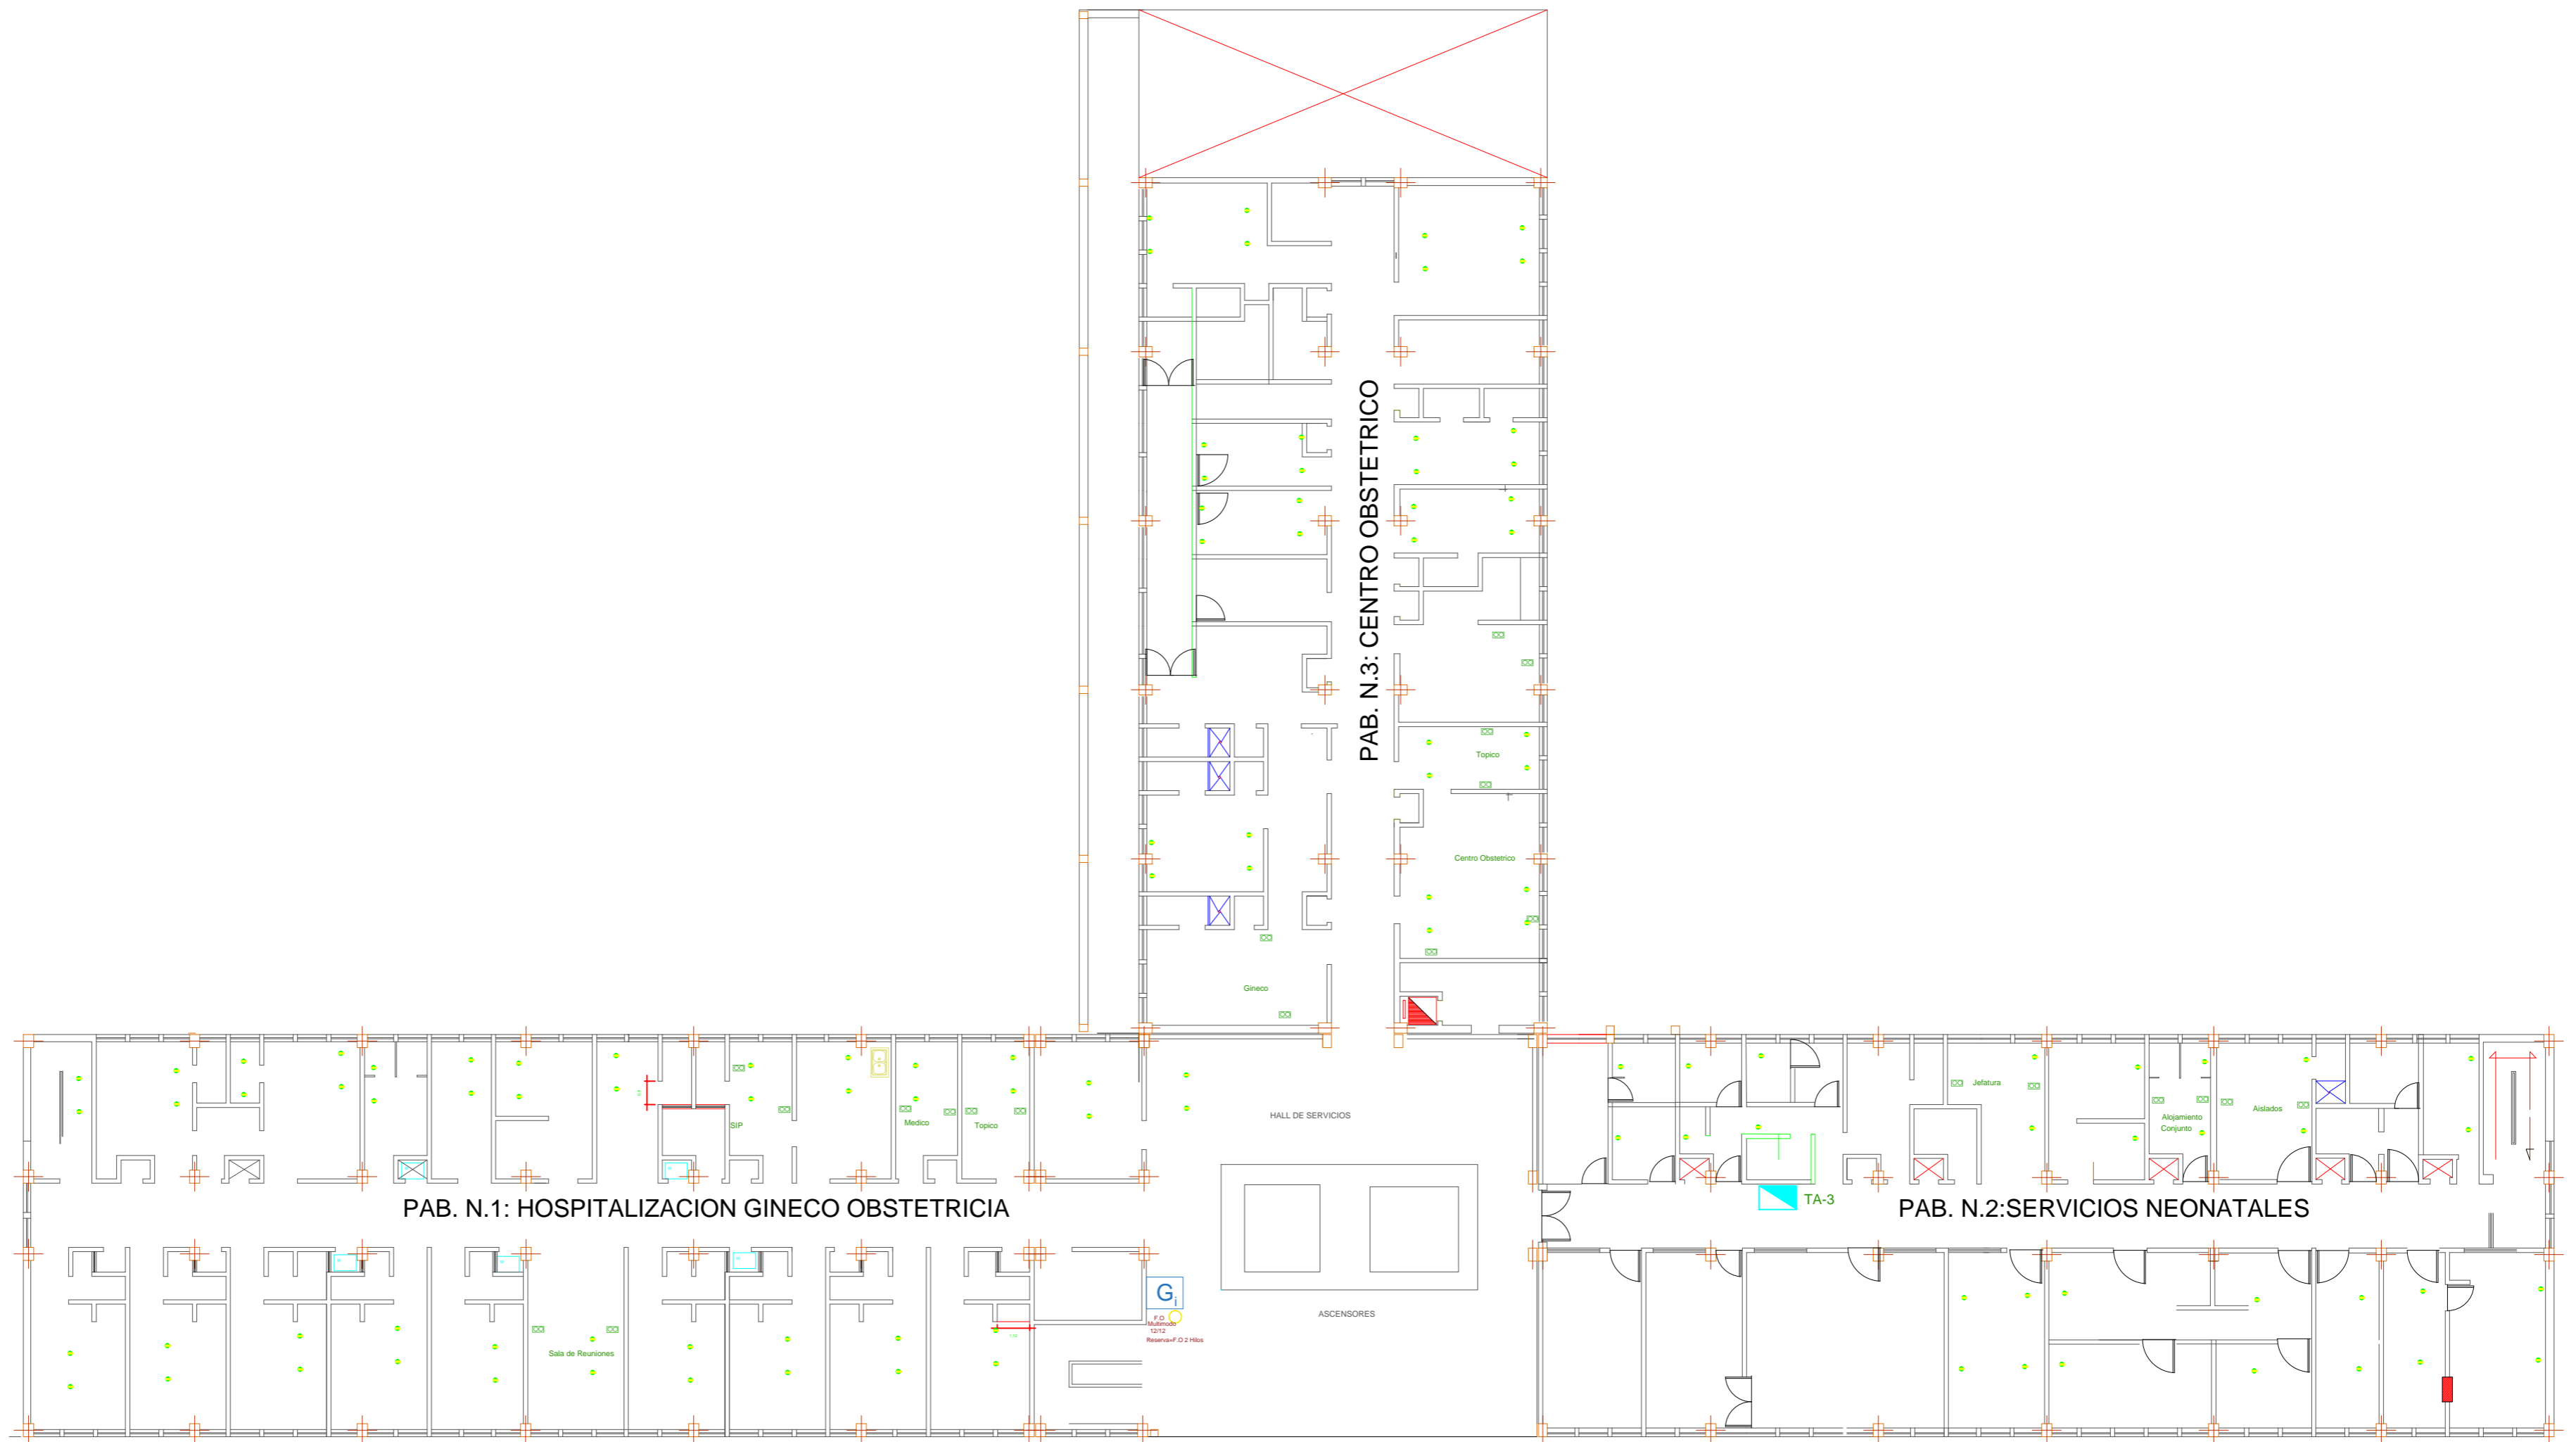 PAB. N.3: CENTRO OBSTETRICO
Topico
Centro Obstetrico
Gineco
HALL DE SERVICIOS
ASCENSORES
SIP
Medico
Topico
PAB. N.1: HOSPITALIZACION GINECO OBSTETRICIA
Sala de Reuniones
Gi
F.O
Multimodo
12/12
Reserva=F.O 2 Hilos
Jefatura
Alojamiento
Conjunto
Aislados
TA-3
PAB. N.2:SERVICIOS NEONATALES